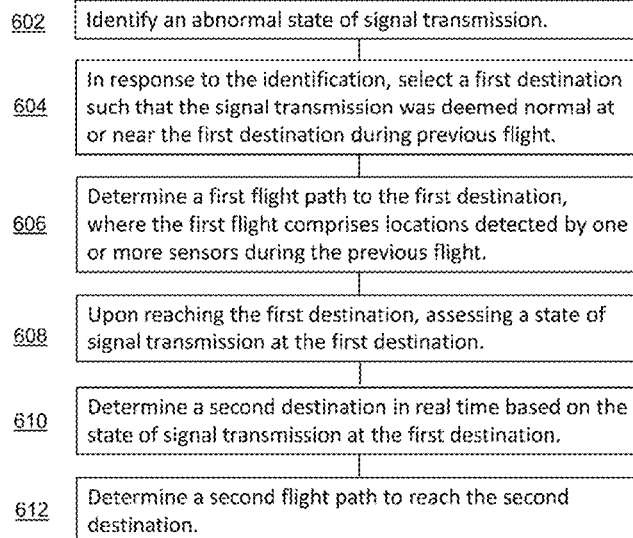 602 Identify an abnormal state of signal transmission.
In response to the identification, select a first destination
604 such that the signal transmission was deemed normal at
or near the first destination during previous flight.
Determine a first flight path to the first destination,
606 where the first flight comprises locations detected by one
or more sensors during the previous flight.
Upon reaching the first destination, assessing a state of
608 signal transmission at the first destination.
610 Determine a second destination in real time based on the
state of signal transmission at the first destination.
Determine a second flight path to reach the second
612 destination.